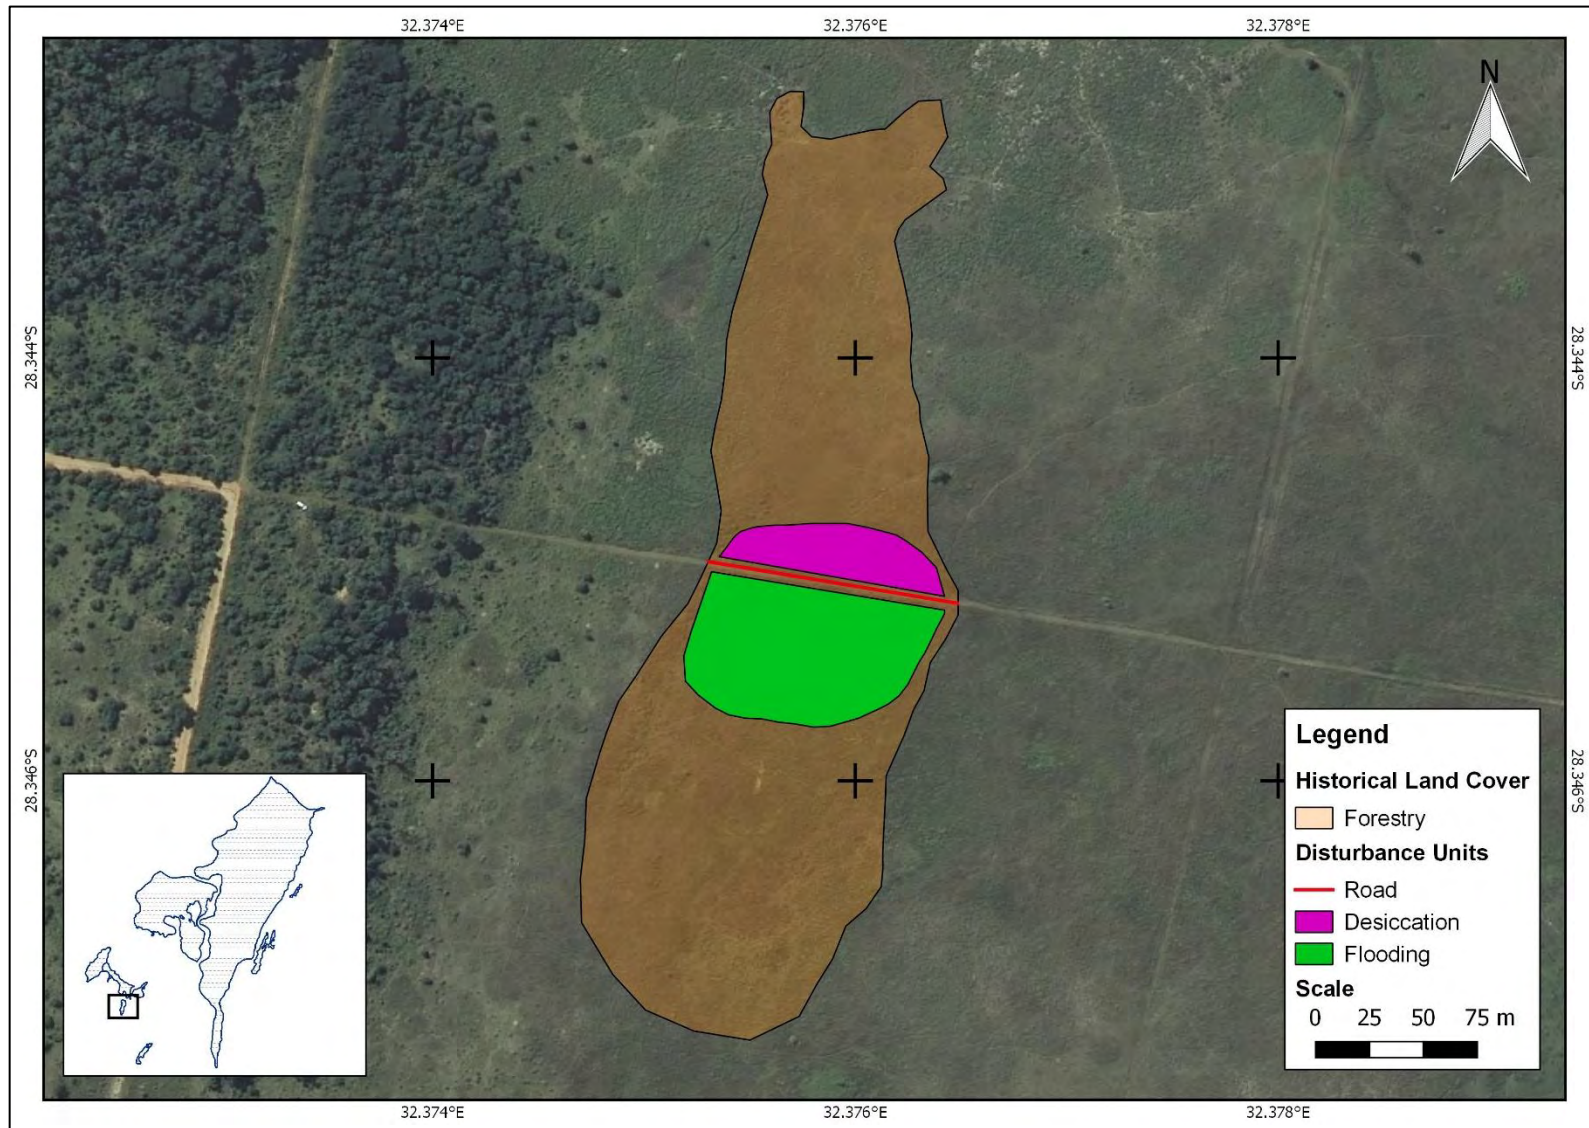 32.374°E 32.376°E 32.378°E
N
28.344°S 28.344°S
28.346°S 28.346°S
Legend
Historical Land Cover
Forestry
Disturbance Units
Road
Desiccation
Flooding
Scale
0 25 50 75 m
32.374°E 32.376°E 32.378°E